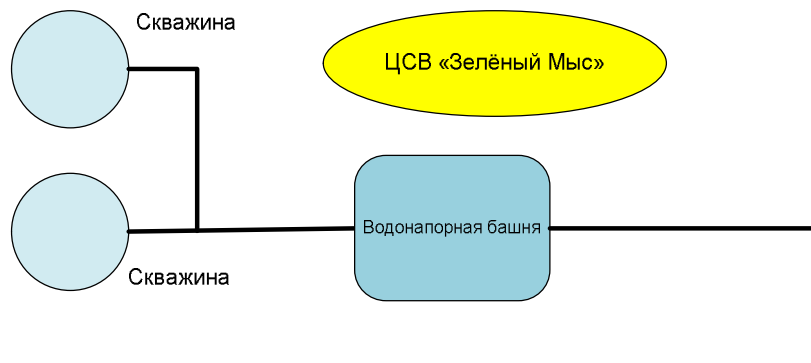 Скважина
ЦСВ «Зелёный Мыс»
Водонапорная башня
Скважина